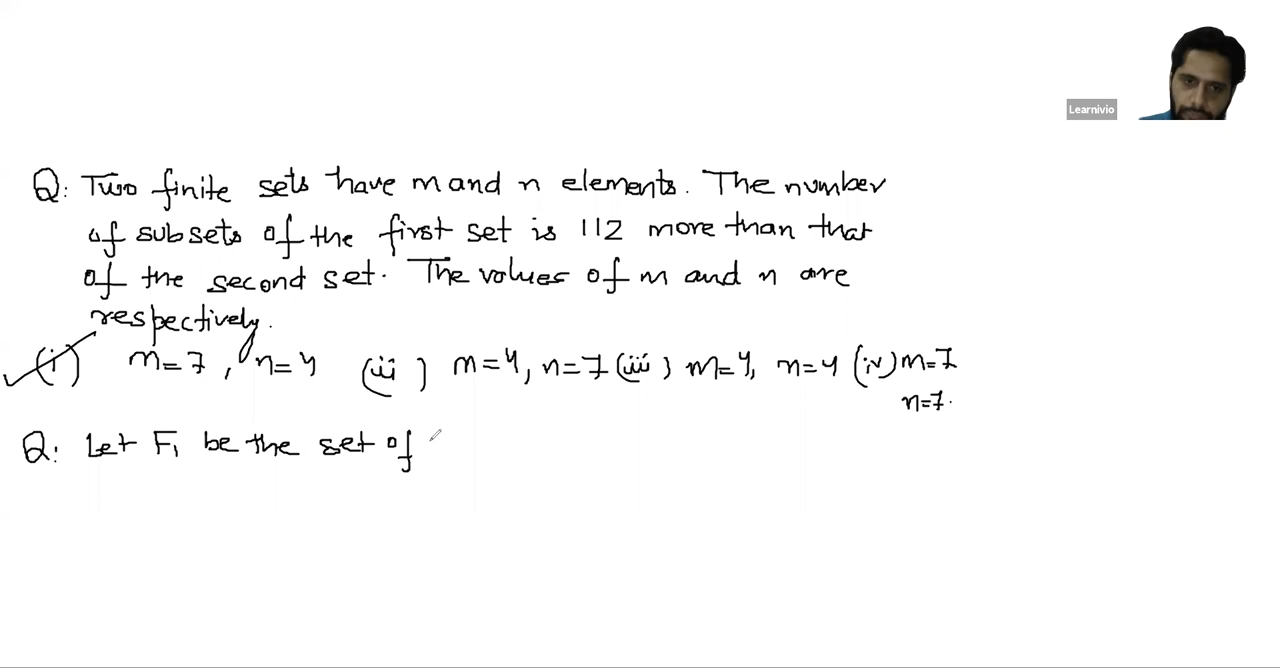 Learnivio
Q: Two finite sets have m and n elements. The number
of subsets of the first set is 112 more than that
of the second set. The values of m and n are
respectively.
(i) m=7, n=4 (ii) m=4, n=7 (iii) m=4, n=4 (iv) m=7
n=7.
Q: Let F₁ be the set of